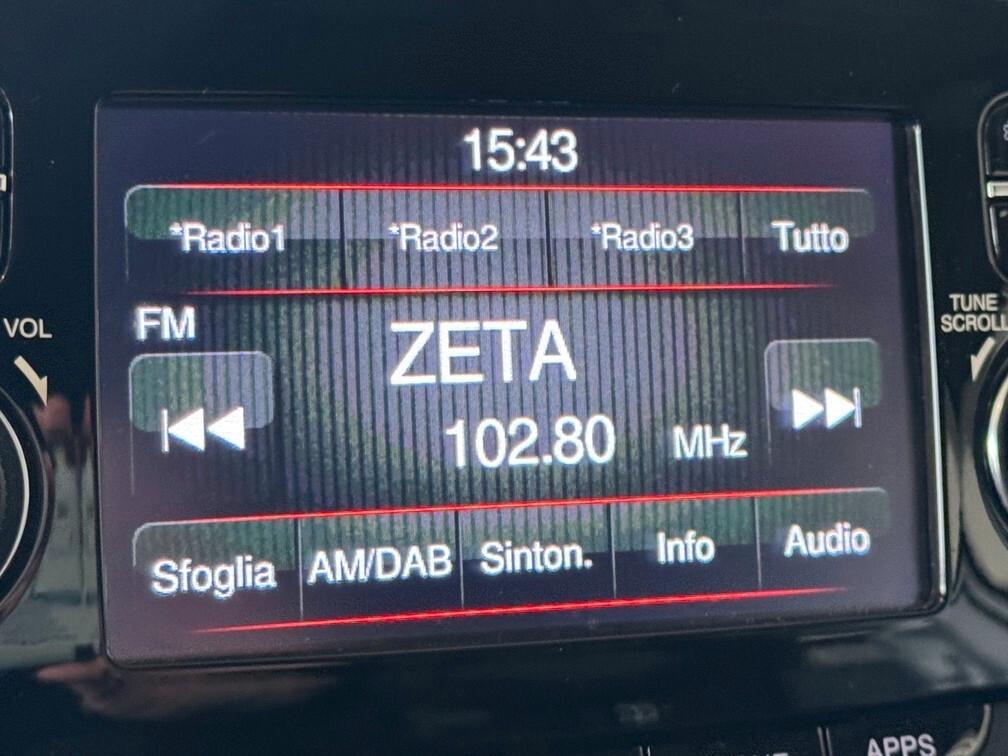 15:43
*Radio1 *Radio2 *Radio3 Tutto
FM
ZETA
102.80 MHz
Sfoglia AM/DAB Sinton. Info Audio
VOL
TUNE
SCROLL
APPS